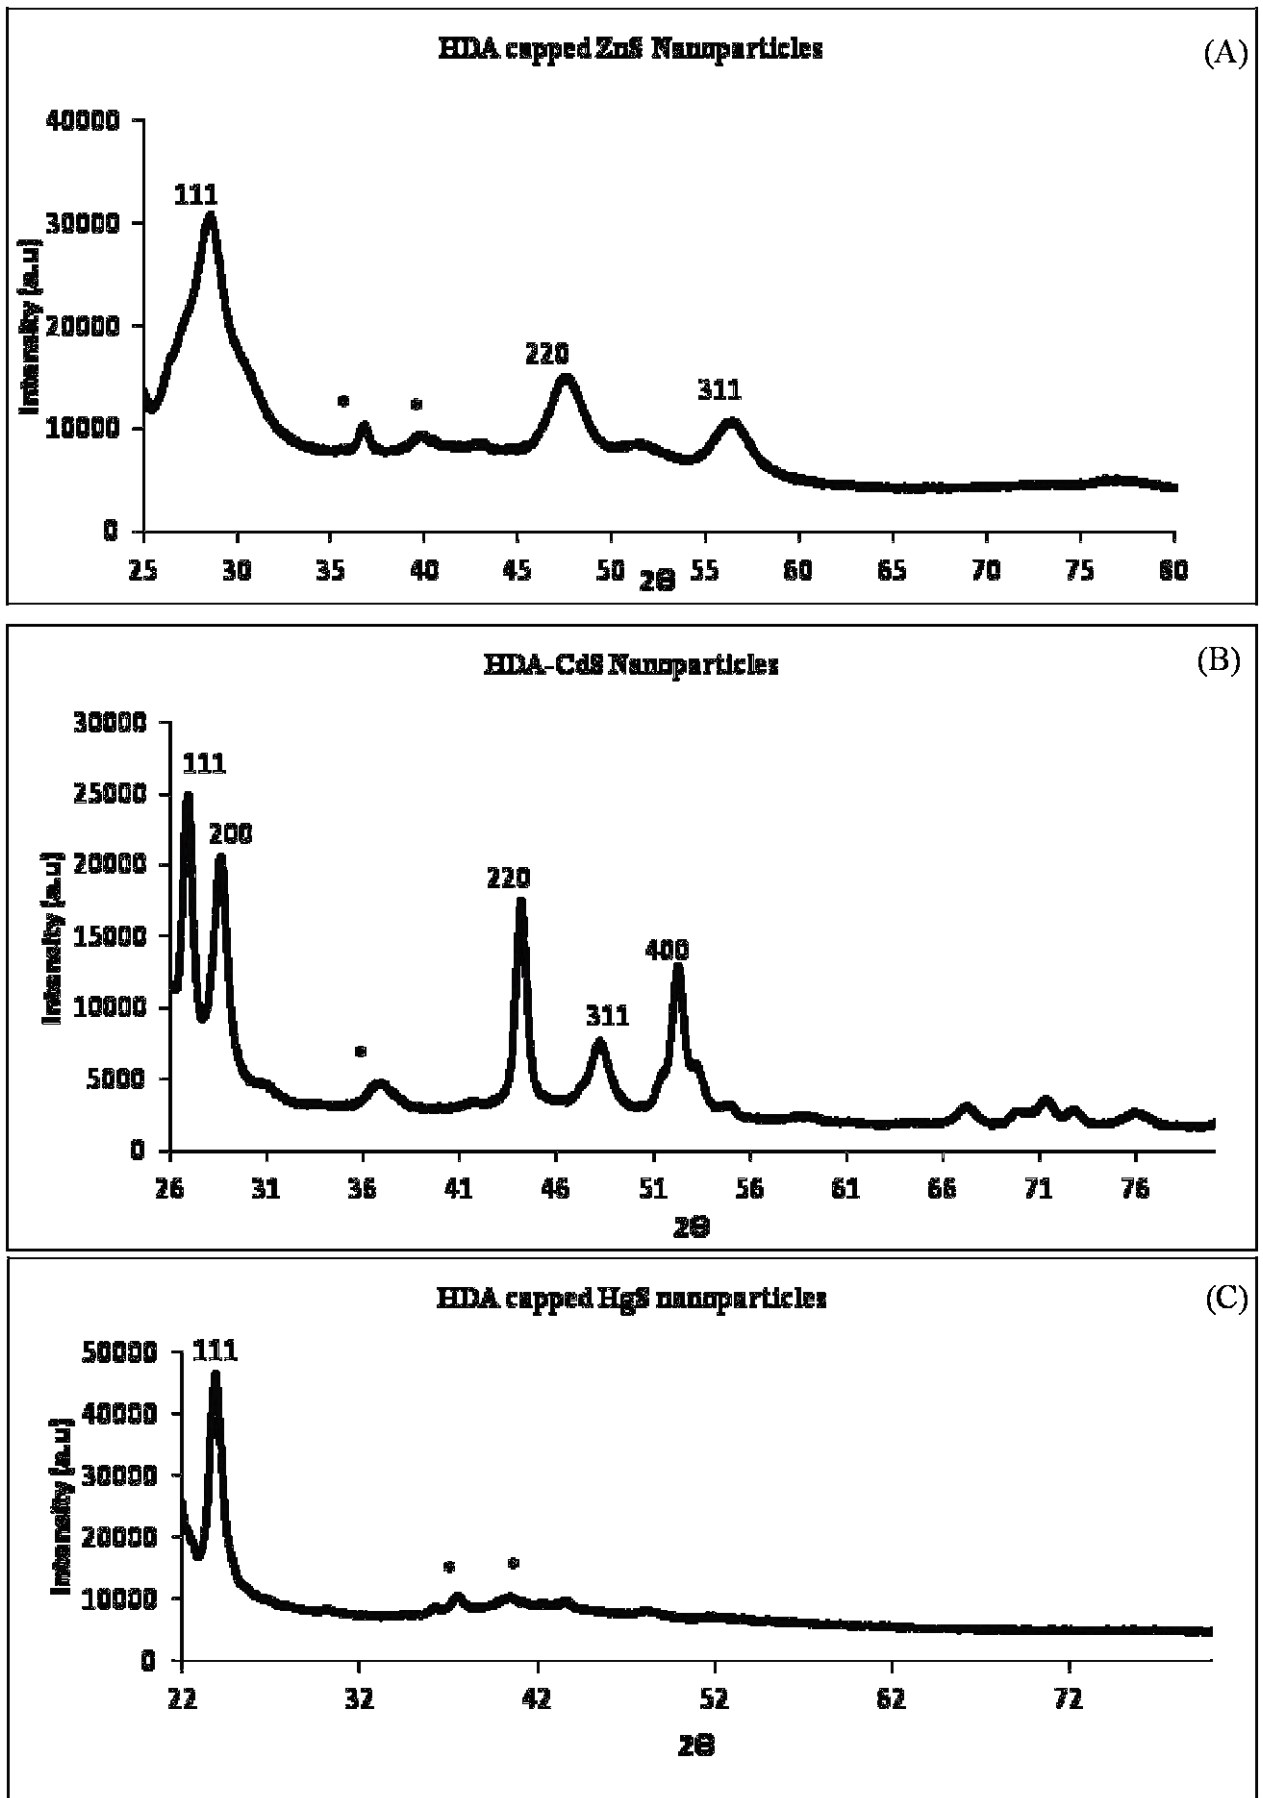 HDA capped ZnS Nanoparticles
(A)
40000
30000
20000
10000
0
Intensity (a.u)
111
*
*
220
311
25 30 35 40 45 50 55 60 65 70 75 80
2Θ
HDA-CdS Nanoparticles
(B)
30000
25000
20000
15000
10000
5000
0
Intensity (a.u)
111
200
*
220
311
400
26 31 36 41 46 51 56 61 66 71 76
2Θ
HDA capped HgS nanoparticles
(C)
50000
40000
30000
20000
10000
0
Intensity (a.u)
111
*
*
22 32 42 52 62 72
2Θ